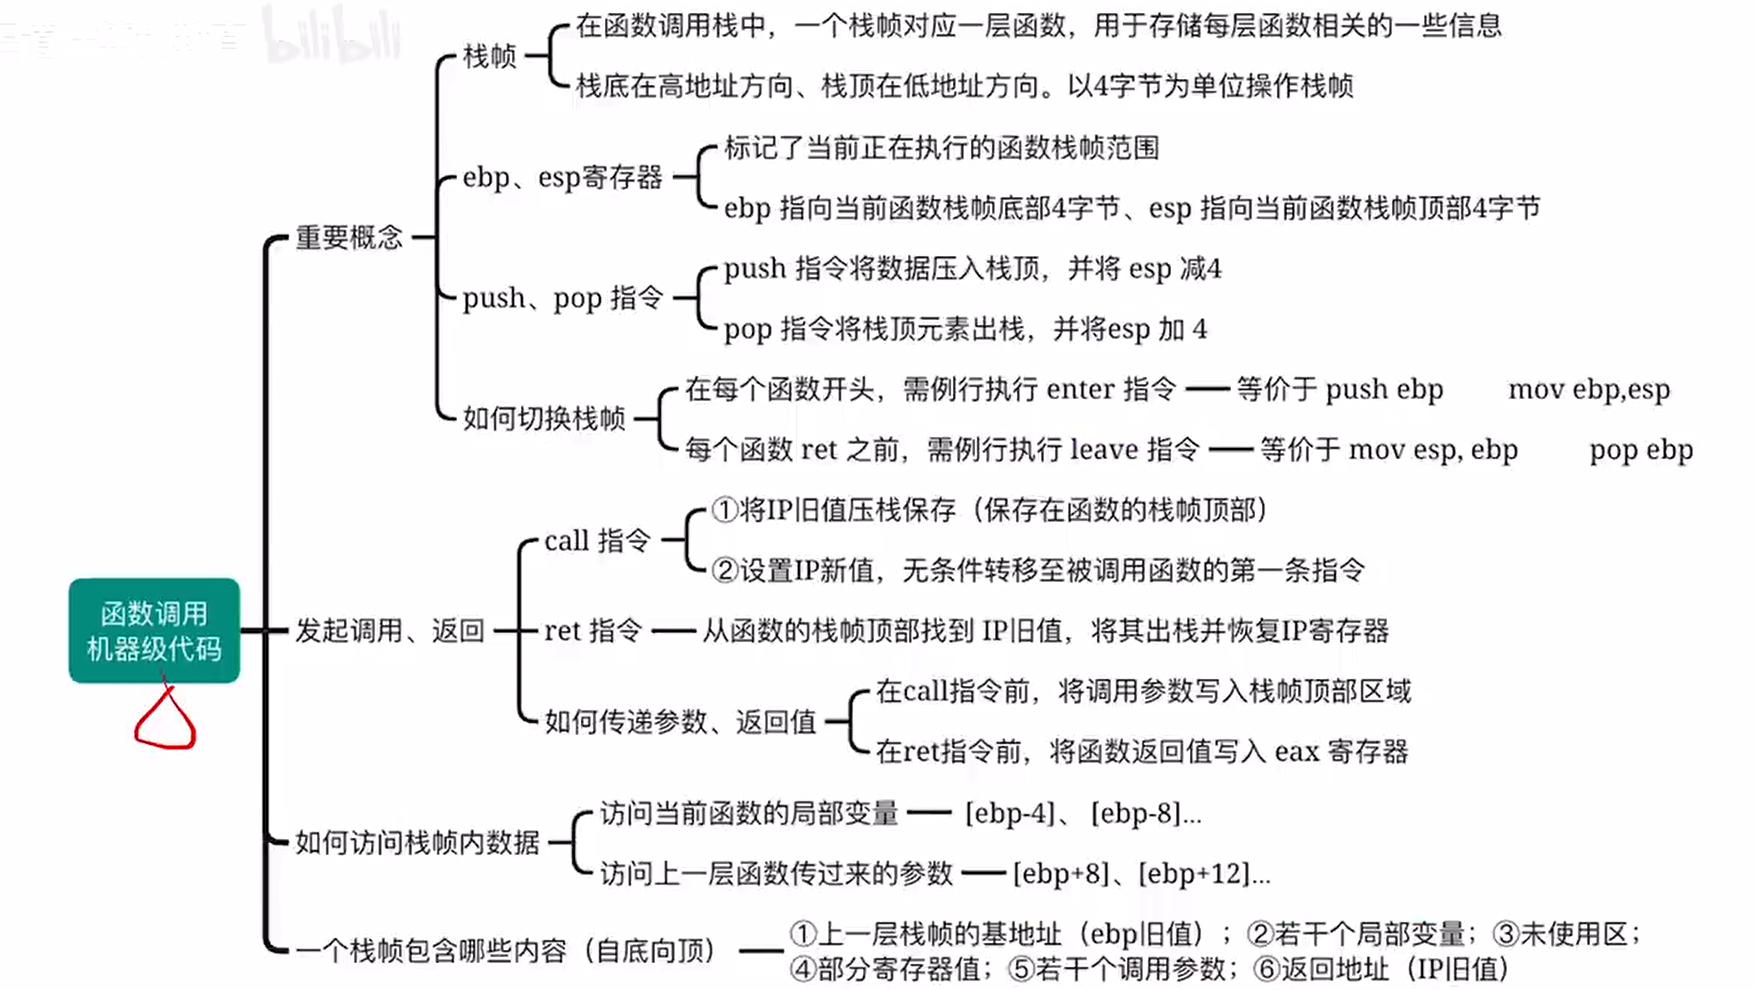 bilibili
在函数调用栈中，一个栈帧对应一层函数，用于存储每层函数相关的一些信息
栈帧
栈底在高地址方向、栈顶在低地址方向。以4字节为单位操作栈帧
标记了当前正在执行的函数栈帧范围
ebp、esp寄存器
ebp 指向当前函数栈帧底部4字节、esp 指向当前函数栈帧顶部4字节
重要概念
push 指令将数据压入栈顶，并将 esp 减4
push、pop 指令
pop 指令将栈顶元素出栈，并将esp 加 4
在每个函数开头，需例行执行 enter 指令 等价于 push ebp mov ebp,esp
如何切换栈帧
每个函数 ret 之前，需例行执行 leave 指令 等价于 mov esp, ebp pop ebp
①将IP旧值压栈保存（保存在函数的栈帧顶部）
call 指令
②设置IP新值，无条件转移至被调用函数的第一条指令
函数调用
机器级代码
发起调用、返回
ret 指令 从函数的栈帧顶部找到 IP旧值，将其出栈并恢复IP寄存器
在call指令前，将调用参数写入栈帧顶部区域
如何传递参数、返回值
在ret指令前，将函数返回值写入 eax 寄存器
访问当前函数的局部变量 [ebp-4]、 [ebp-8]...
如何访问栈帧内数据
访问上一层函数传过来的参数 [ebp+8]、[ebp+12]...
一个栈帧包含哪些内容（自底向顶）
①上一层栈帧的基地址（ebp旧值）；②若干个局部变量；③未使用区；
④部分寄存器值；⑤若干个调用参数；⑥返回地址（IP旧值）